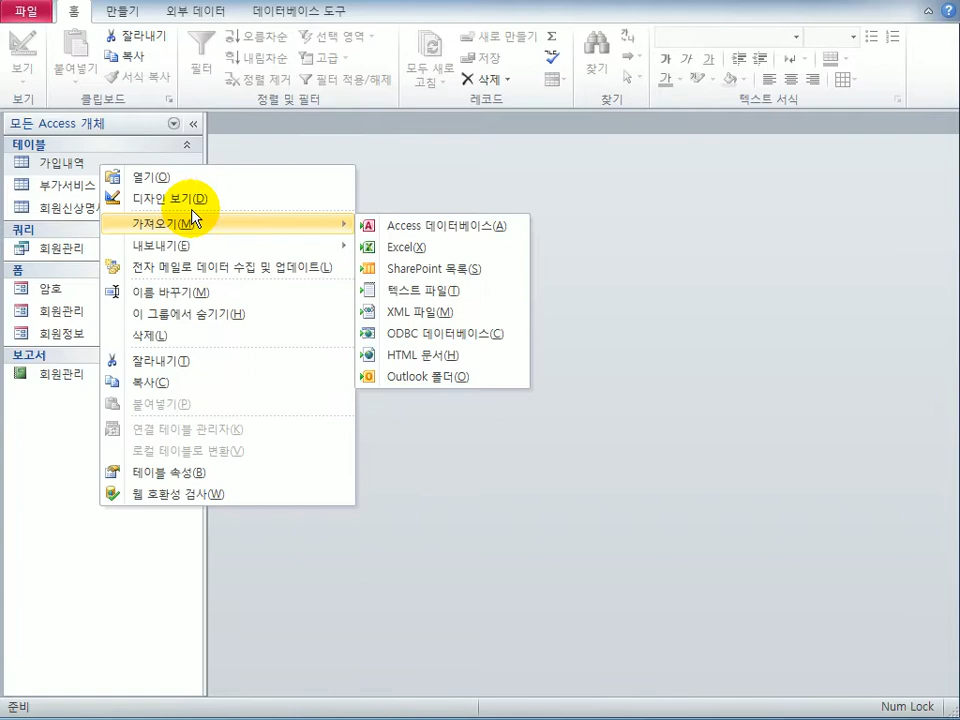 파일 홈 만들기 외부 데이터 데이터베이스 도구
보기
보기
붙여넣기
잘라내기
복사
서식 복사
클립보드
필터
오름차순
내림차순
정렬 제거
선택 영역
고급
필터 적용/해제
정렬 및 필터
모두 새로
고침
새로 만들기
저장
삭제
레코드
찾기
찾기
가 가 가
가
텍스트 서식
모든 Access 개체
테이블
가입내역
부가서비스
회원신상명
쿼리
회원관리
폼
암호
회원관리
회원정보
보고서
회원관리
열기(O)
디자인 보기(D)
가져오기(M)
내보내기(E)
전자 메일로 데이터 수집 및 업데이트(L)
이름 바꾸기(M)
이 그룹에서 숨기기(H)
삭제(L)
잘라내기(T)
복사(C)
붙여넣기(P)
연결 테이블 관리자(K)
로컬 테이블로 변환(V)
테이블 속성(B)
웹 호환성 검사(W)
Access 데이터베이스(A)
Excel(X)
SharePoint 목록(S)
텍스트 파일(T)
XML 파일(M)
ODBC 데이터베이스(C)
HTML 문서(H)
Outlook 폴더(O)
준비
Num Lock